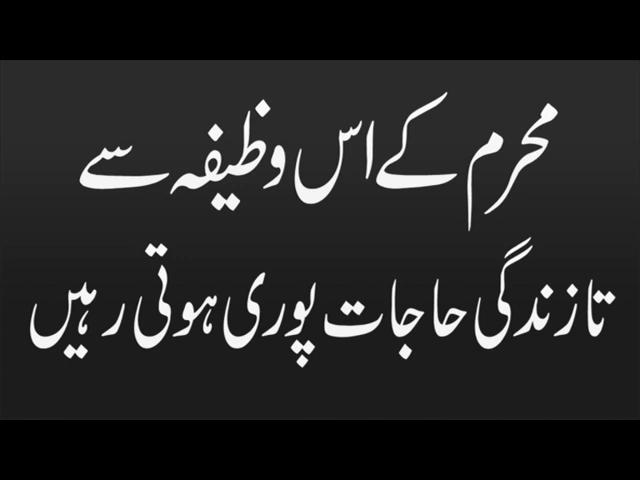 محرم کے اس وظیفہ سے
تا زندگی حاجات پوری ہوتی رہیں